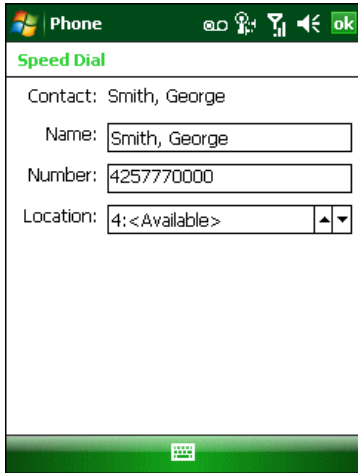 Phone
ok
Speed Dial
Contact: Smith, George
Name: Smith, George
Number: 4257770000
Location: 4:<Available>